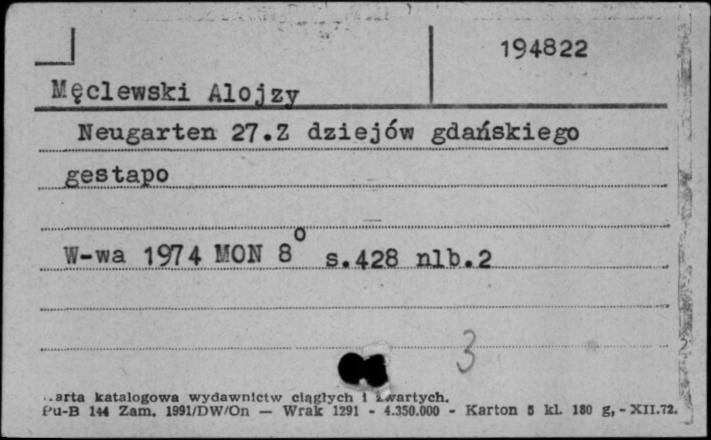 194822
Męclewski Alojzy
Neugarten 27.Z dziejów gdańskiego
gestapo
W-wa 1974 MON 8° s.428 nlb.2
3
arta katalogowa wydawnictw ciągłych i zwartych.
Pu-B 144 Zam. 1991/DW/On — Wrak 1291 - 4.350.000 - Karton 5 kl. 180 g, - XII.72.